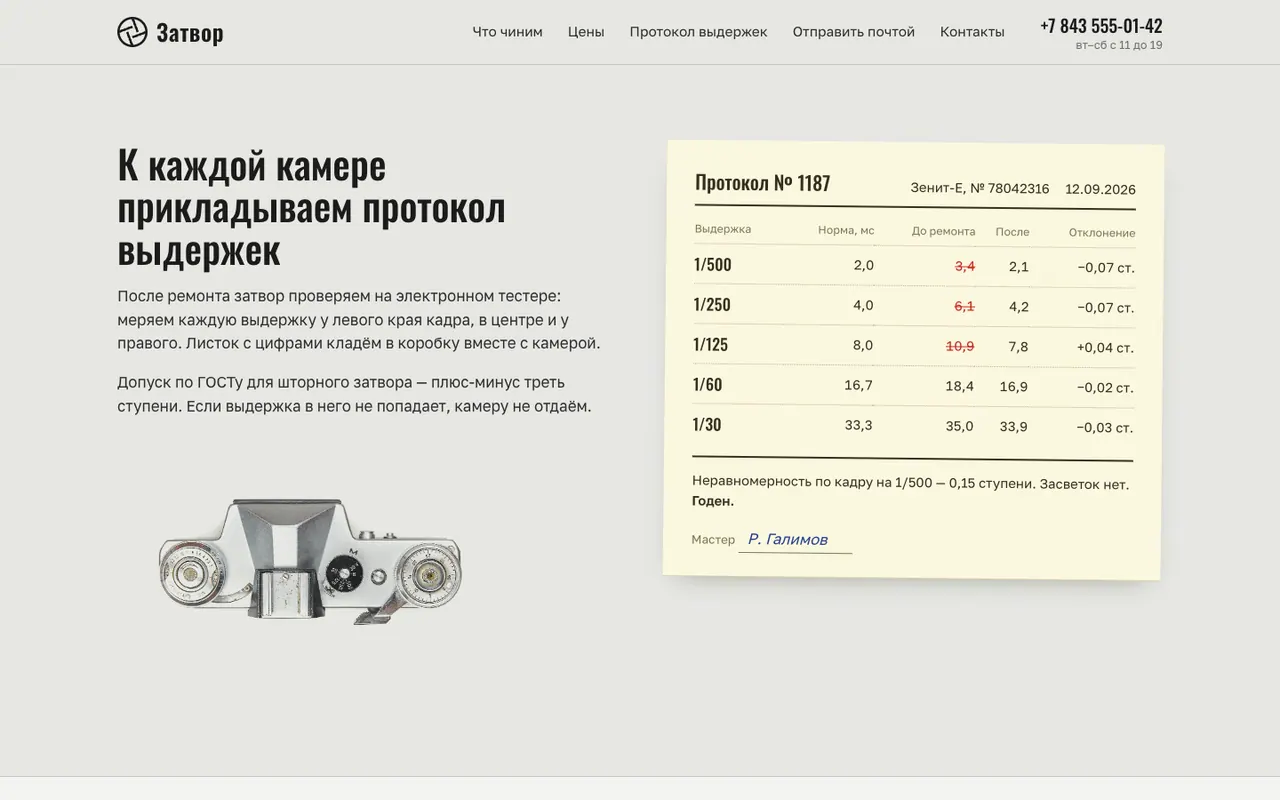 Затвор
Что чиним Цены Протокол выдержек Отправить почтой Контакты
+7 843 555-01-42
вт–сб с 11 до 19
К каждой камере
прикладываем протокол
выдержек
После ремонта затвор проверяем на электронном тестере:
меряем каждую выдержку у левого края кадра, в центре и у
правого. Листок с цифрами кладём в коробку вместе с камерой.
Допуск по ГОСТу для шторного затвора — плюс-минус треть
ступени. Если выдержка в него не попадает, камеру не отдаём.
Протокол № 1187 Зенит-Е, № 78042316 12.09.2026
Выдержка Норма, мс До ремонта После Отклонение
1/500 2,0 3,4 2,1 −0,07 ст.
1/250 4,0 6,1 4,2 −0,07 ст.
1/125 8,0 10,9 7,8 +0,04 ст.
1/60 16,7 18,4 16,9 −0,02 ст.
1/30 33,3 35,0 33,9 −0,03 ст.
Неравномерность по кадру на 1/500 — 0,15 ступени. Засветок нет.
Годен.
Мастер Р. Галимов